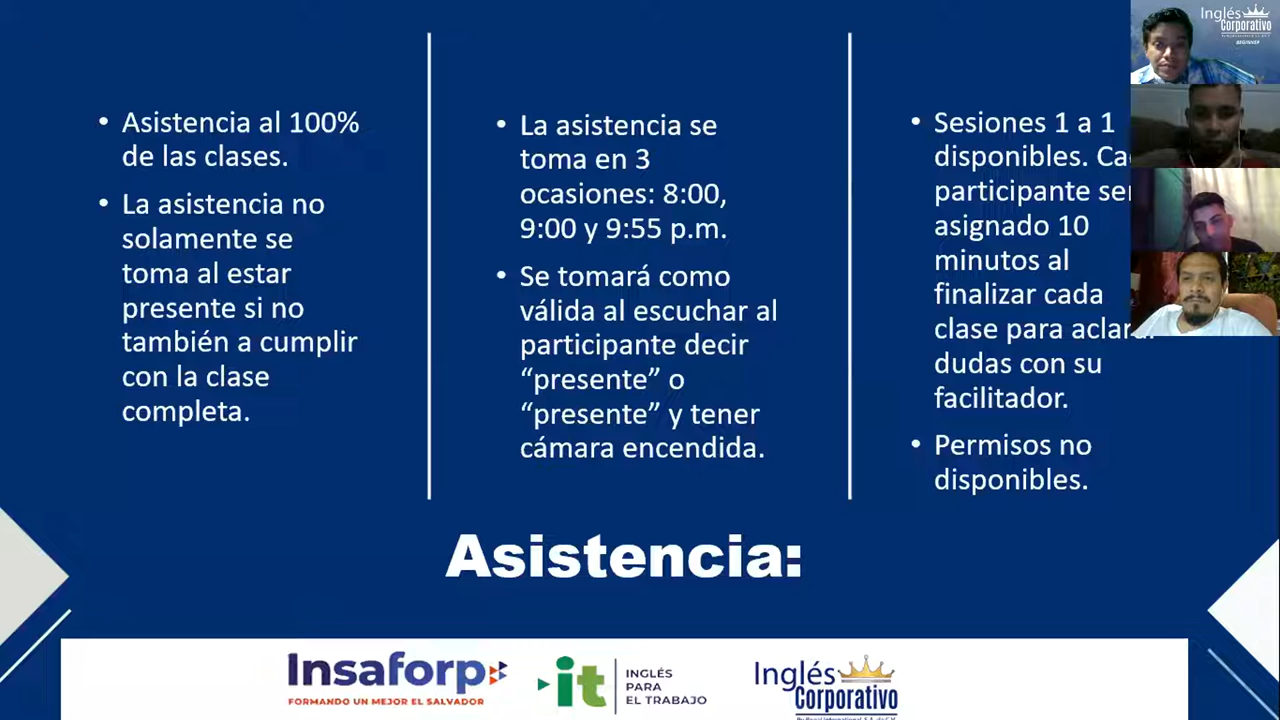 • Asistencia al 100%
de las clases.
• La asistencia no
solamente se
toma al estar
presente si no
también a cumplir
con la clase
completa.
• La asistencia se
toma en 3
ocasiones: 8:00,
9:00 y 9:55 p.m.
• Se tomará como
válida al escuchar al
participante decir
“presente” o
“presente” y tener
cámara encendida.
• Sesiones 1 a 1
disponibles.
participante
asignado 10
minutos al
finalizar cada
clase para
dudas con su
facilitador.
• Permisos no
disponibles.
Asistencia:
Insaforp
FORMANDO UN MEJOR EL SALVADOR
it
INGLÉS
PARA
EL TRABAJO
Inglés
Corporativo
Inglés
Corporativo
BEGINNER